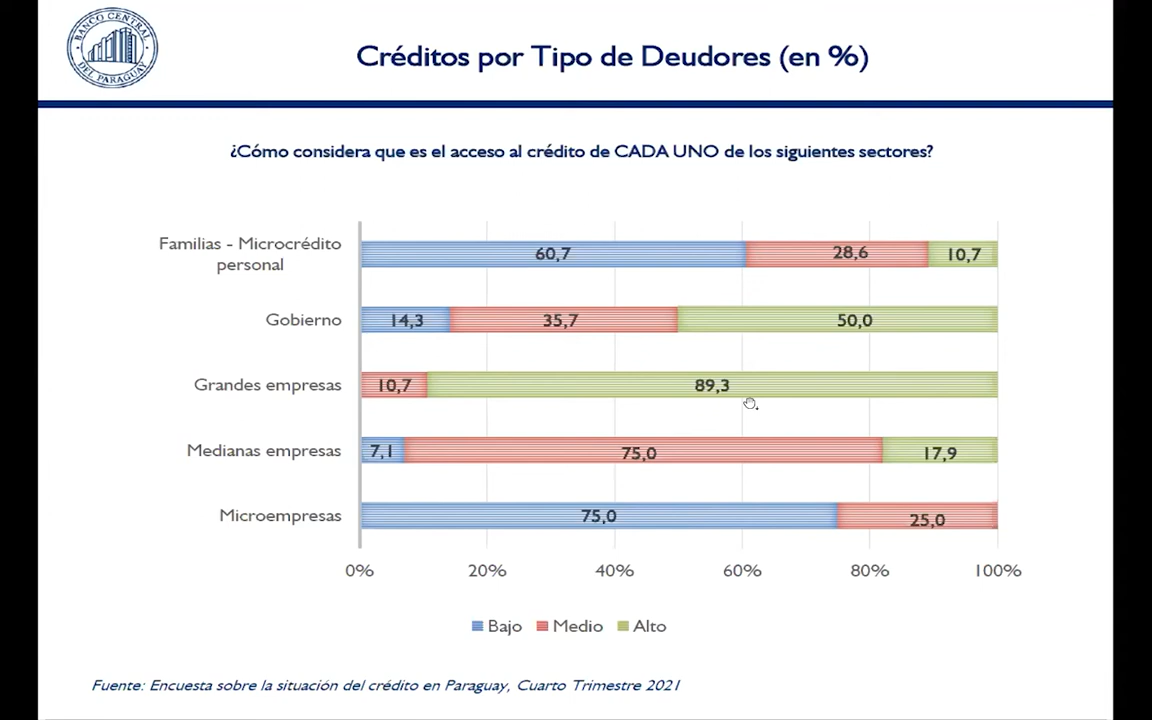 BANCO CENTRAL
DEL PARAGUAY
Créditos por Tipo de Deudores (en %)
¿Cómo considera que es el acceso al crédito de CADA UNO de los siguientes sectores?
Familias - Microcrédito
personal
60,7 28,6 10,7
Gobierno 14,3 35,7 50,0
Grandes empresas 10,7 89,3
Medianas empresas 7,1 75,0 17,9
Microempresas 75,0 25,0
0% 20% 40% 60% 80% 100%
Bajo Medio Alto
Fuente: Encuesta sobre la situación del crédito en Paraguay, Cuarto Trimestre 2021